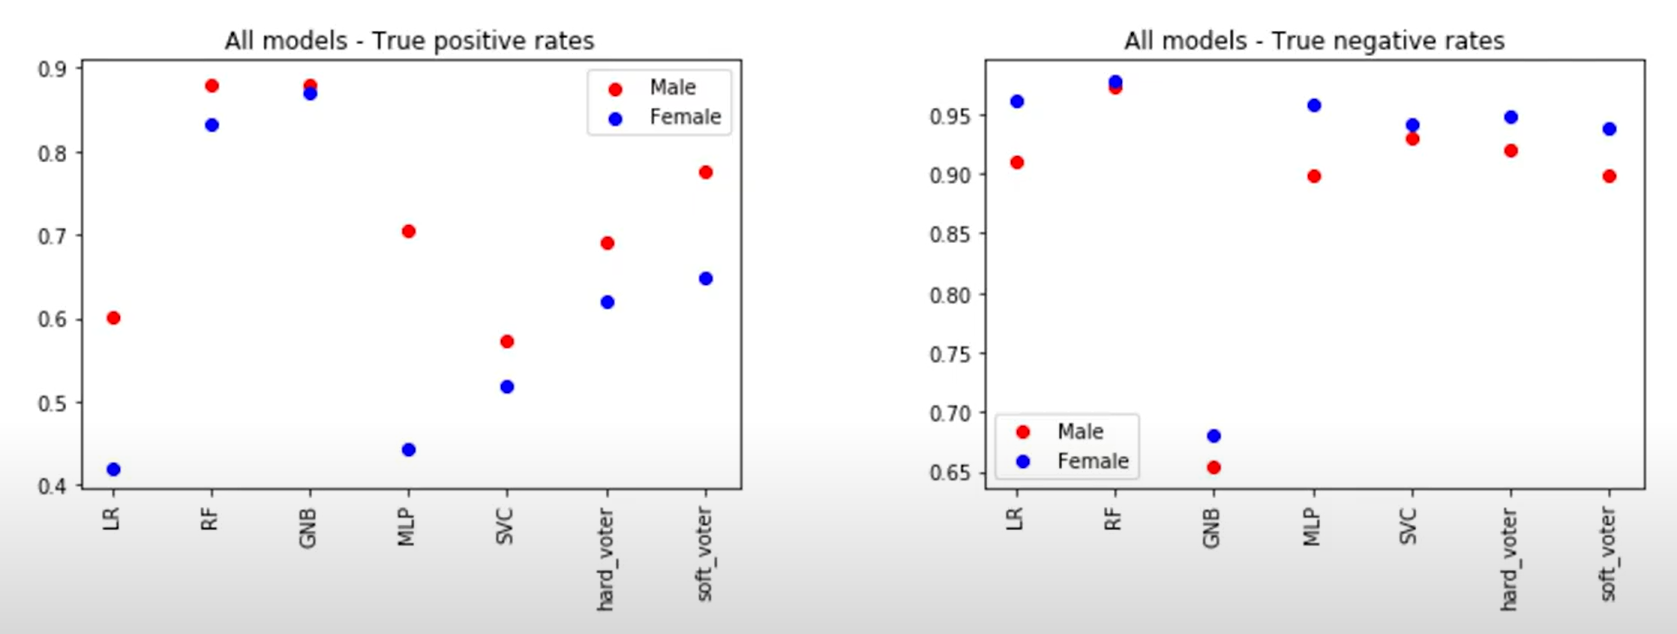 All models - True positive rates
0.9
0.8
0.7
0.6
0.5
0.4
Male
Female
LR
RF
GNB
MLP
SVC
hard_voter
soft_voter
All models - True negative rates
0.95
0.90
0.85
0.80
0.75
0.70
0.65
Male
Female
LR
RF
GNB
MLP
SVC
hard_voter
soft_voter